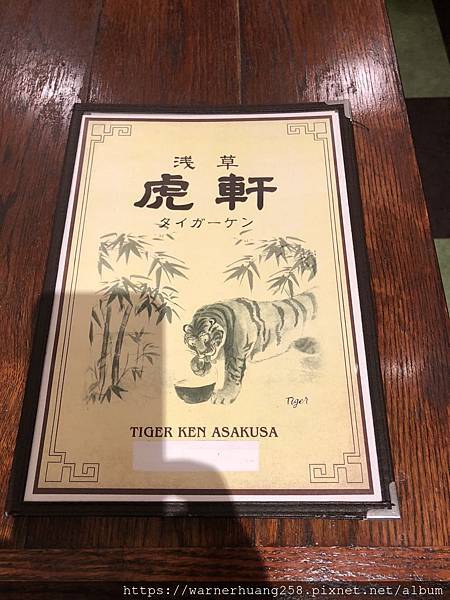 浅草
虎軒
タイガーケン
Tiger
TIGER KEN ASAKUSA
https://warnerhuang258.pixnet.net/album